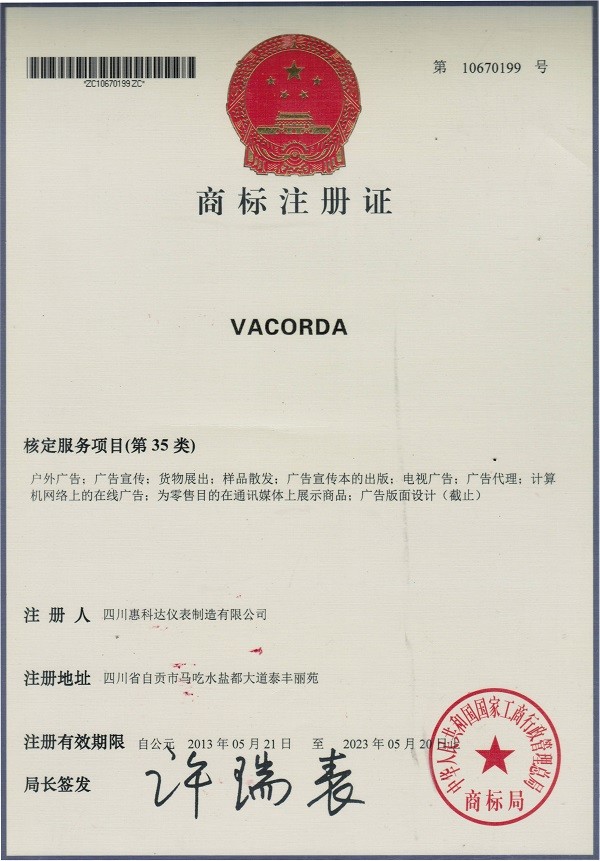 *ZC10670199ZC*
第 10670199 号
商标注册证
VACORDA
核定服务项目(第 35 类)
户外广告；广告宣传；货物展出；样品散发；广告宣传本的出版；电视广告；广告代理；计算
机网络上的在线广告；为零售目的在通讯媒体上展示商品；广告版面设计（截止）
注 册 人 四川惠科达仪表制造有限公司
注册地址 四川省自贡市马吃水盐都大道泰丰丽苑
注册有效期限 自公元 2013 年 05 月 21 日 至 2023 年 05 月 20 日止
局长签发 许瑞表
中华人民共和国国家工商行政管理总局
商标局